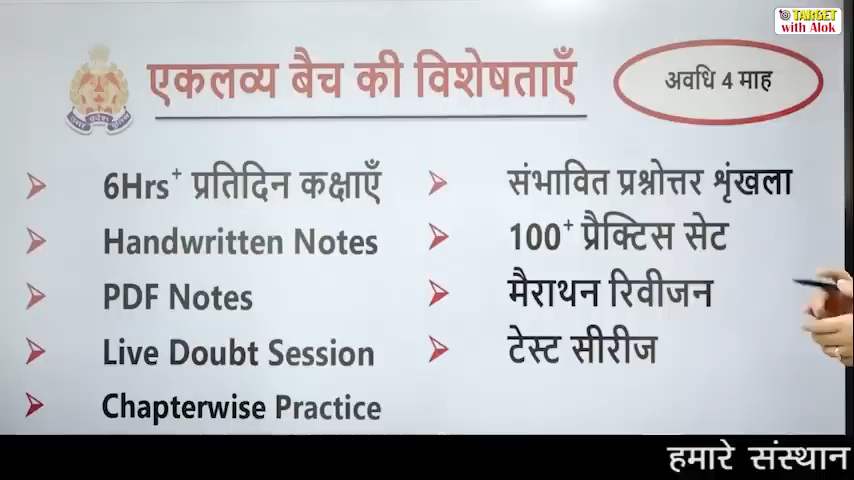 TARGET
with Alok
एकलव्य बैच की विशेषताएँ
अवधि 4 माह
6Hrs+ प्रतिदिन कक्षाएँ
Handwritten Notes
PDF Notes
Live Doubt Session
Chapterwise Practice
संभावित प्रश्नोत्तर शृंखला
100+ प्रैक्टिस सेट
मैराथन रिवीजन
टेस्ट सीरीज
हमारे संस्थान